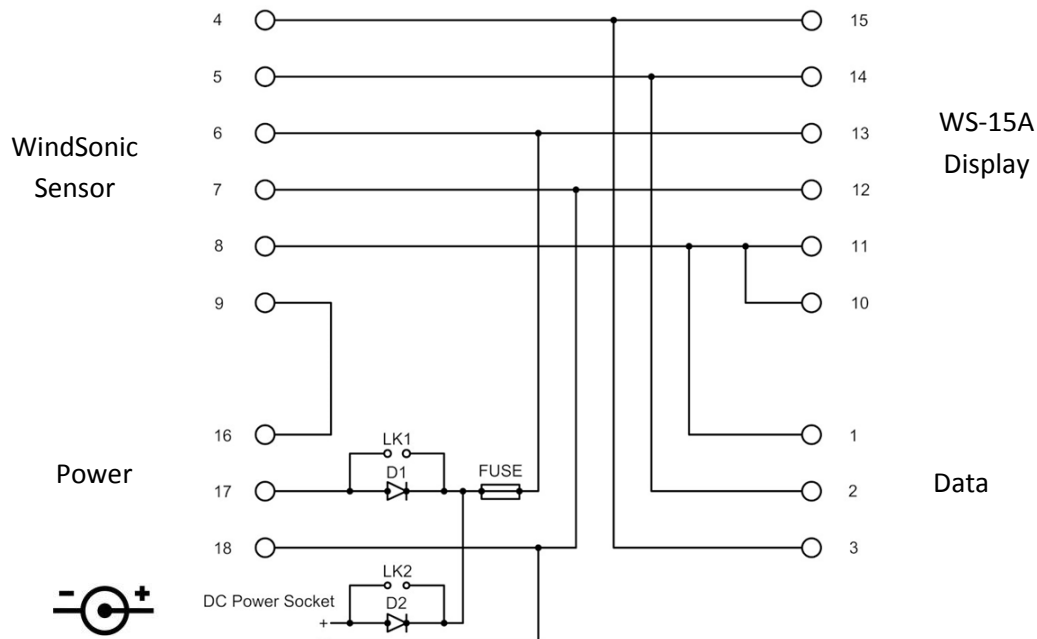 4
15
5
14
WindSonic
Sensor
6
13
WS-15A
Display
7
12
8
11
9
10
16
1
Power
LK1
D1
FUSE
17
2
Data
18
3
LK2
DC Power Socket
D2
+
- +